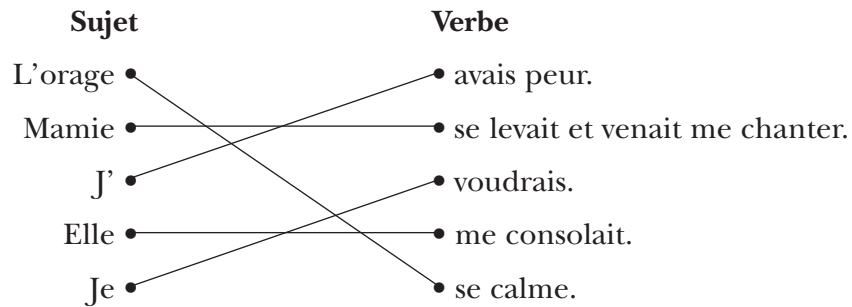 Sujet Verbe
L’orage avais peur.
Mamie se levait et venait me chanter.
J’ voudrais.
Elle me consolait.
Je se calme.